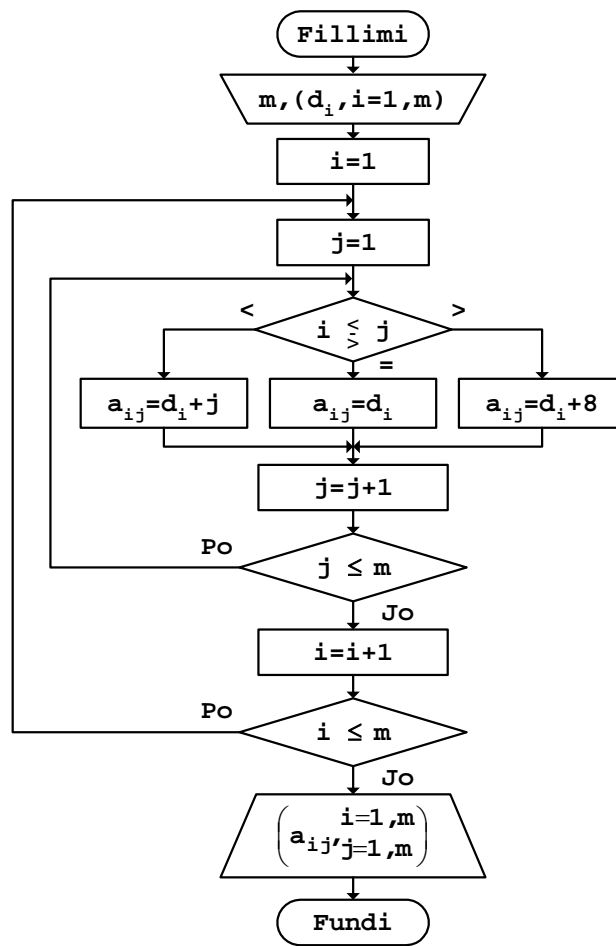 Fillimi
m,(dᵢ,i=1,m)
i=1
j=1
< i <> j >
=
aᵢⱼ=dᵢ+j aᵢⱼ=dᵢ aᵢⱼ=dᵢ+8
j=j+1
Po
j ≤ m
Jo
i=i+1
Po
i ≤ m
Jo
i=1,m
aᵢⱼ,j=1,m
Fundi